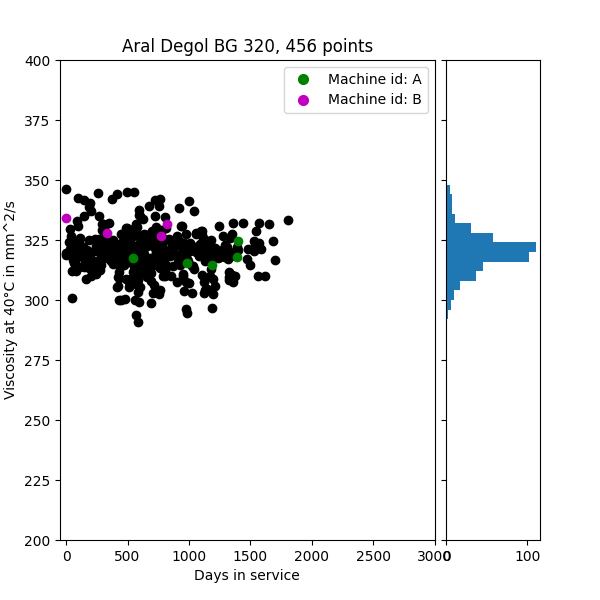 Aral Degol BG 320, 456 points
Machine id: A
Machine id: B
Viscosity at 40°C in mm^2/s
400
375
350
325
300
275
250
225
200
0 500 1000 1500 2000 2500 3000
0 100
Days in service